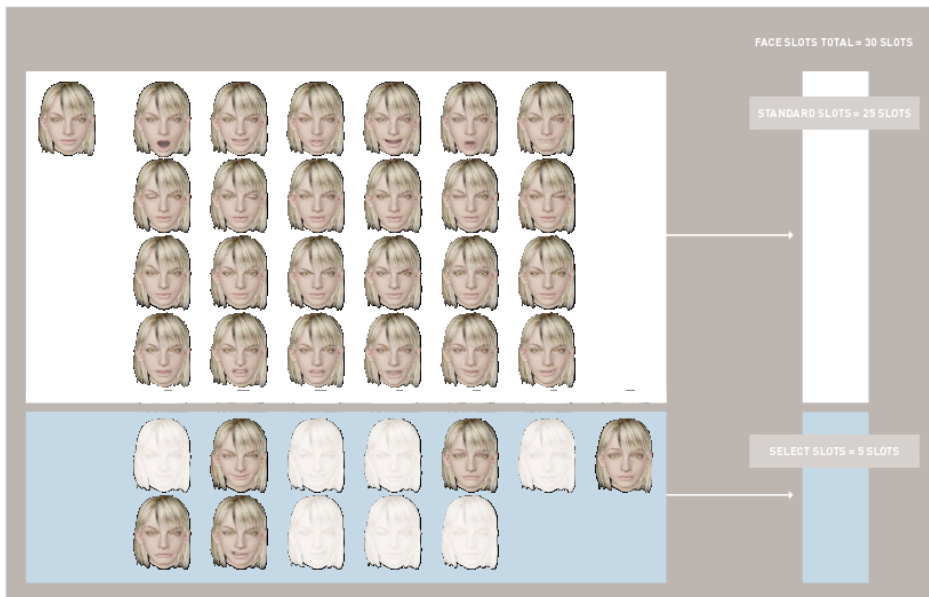 FACE SLOTS TOTAL = 30 SLOTS
STANDARD SLOTS = 25 SLOTS
SELECT SLOTS = 5 SLOTS